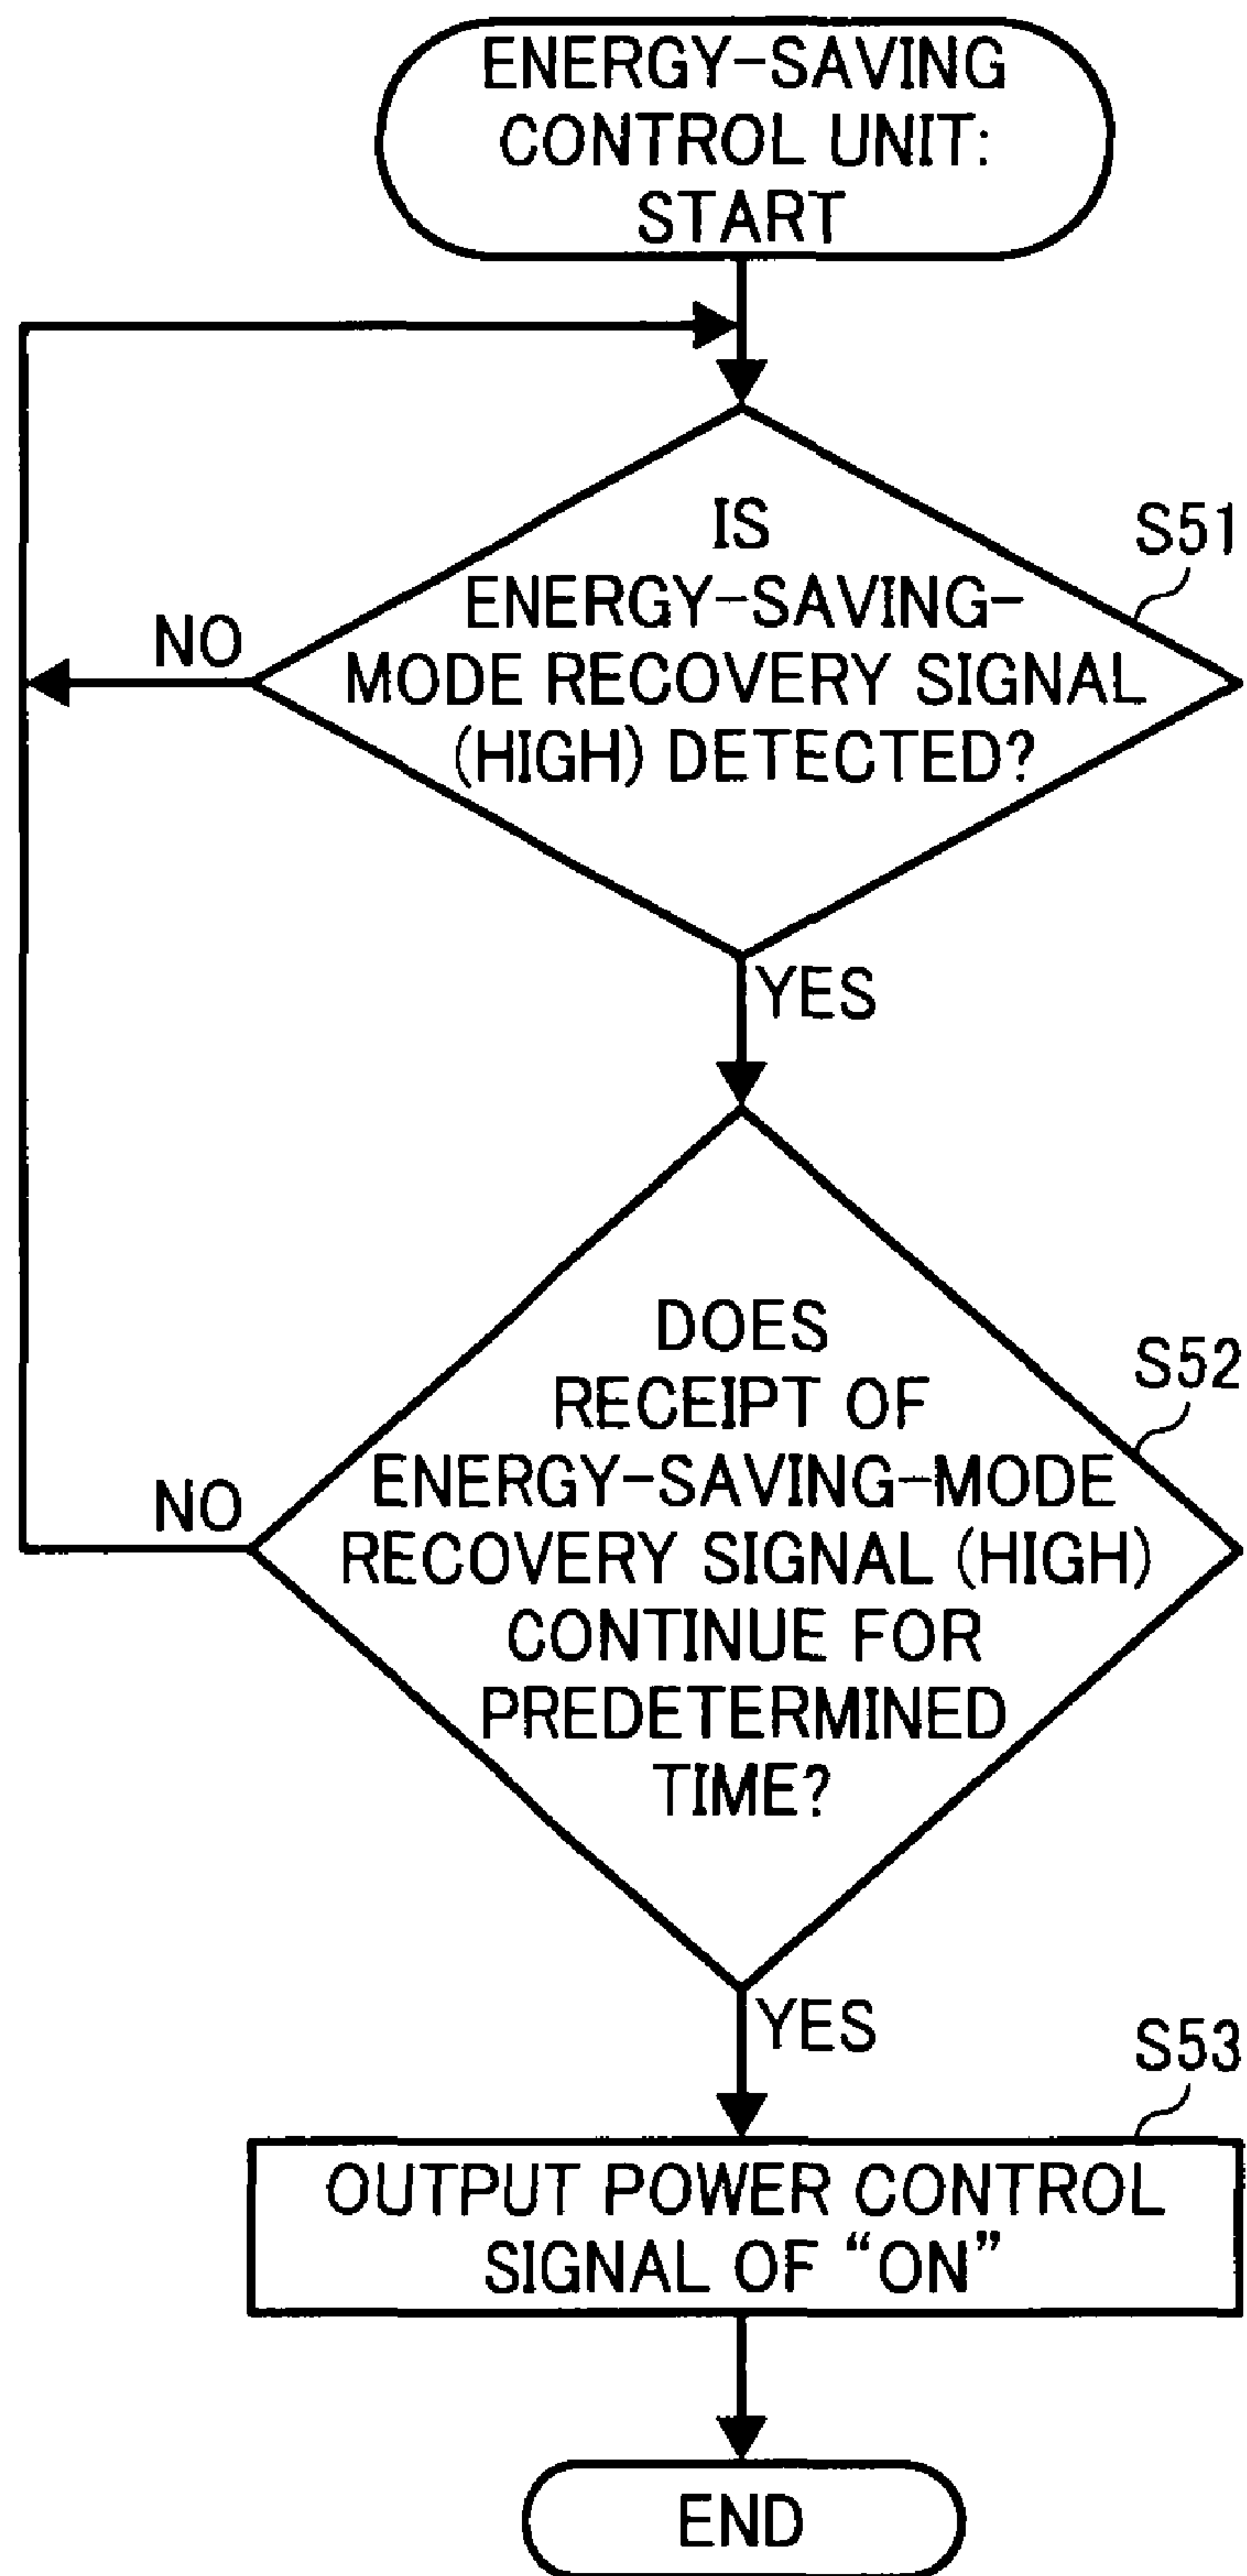 ENERGY-SAVING
CONTROL UNIT:
START
IS
ENERGY-SAVING-
MODE RECOVERY SIGNAL
(HIGH) DETECTED?
S51
NO
YES
DOES
RECEIPT OF
ENERGY-SAVING-MODE
RECOVERY SIGNAL (HIGH)
CONTINUE FOR
PREDETERMINED
TIME?
S52
NO
YES
S53
OUTPUT POWER CONTROL
SIGNAL OF “ON”
END